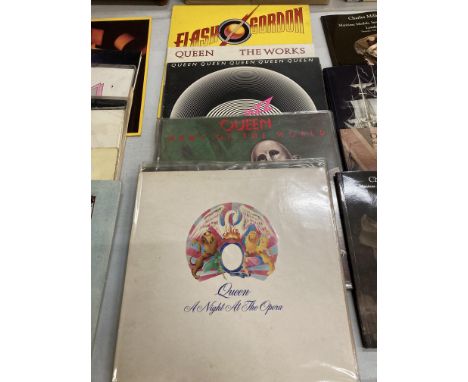 FLASH GORDON
QUEEN THE WORKS
QUEEN QUEEN QUEEN QUEEN QUEEN
QUEEN
NEWS OF THE WORLD
Queen
A Night At The Opera